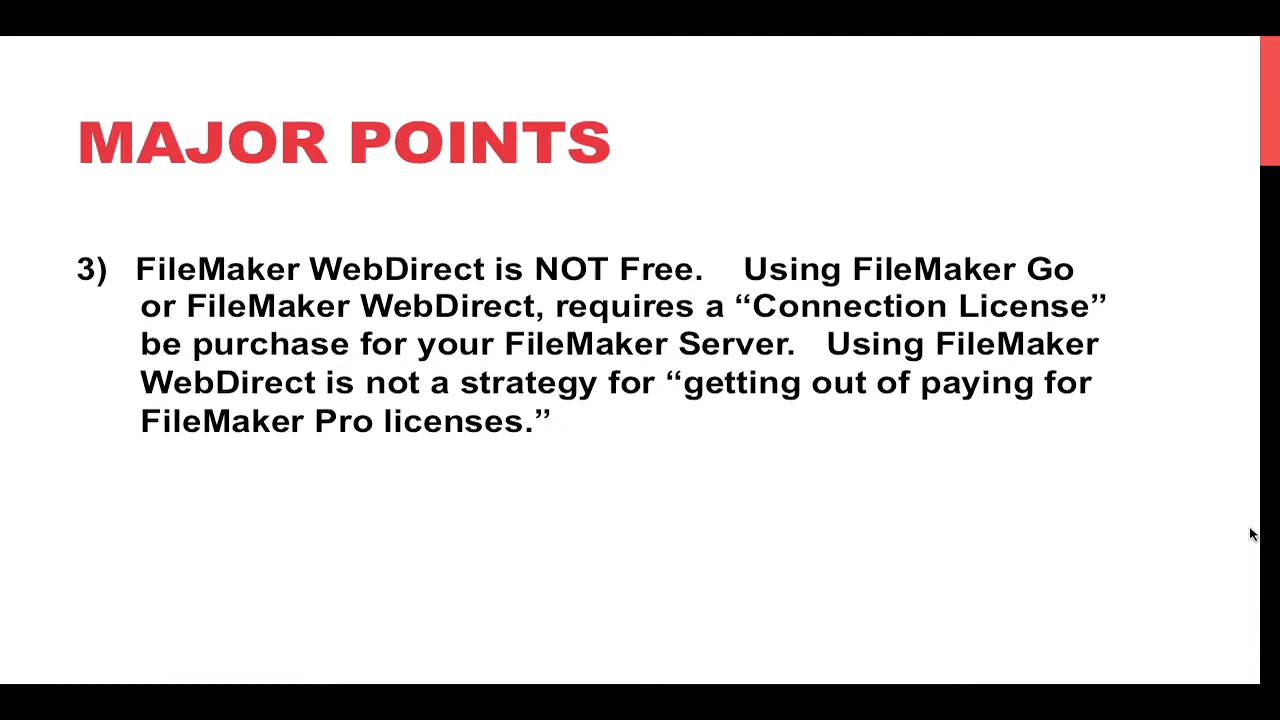 MAJOR POINTS
3) FileMaker WebDirect is NOT Free. Using FileMaker Go
or FileMaker WebDirect, requires a “Connection License”
be purchase for your FileMaker Server. Using FileMaker
WebDirect is not a strategy for “getting out of paying for
FileMaker Pro licenses.”